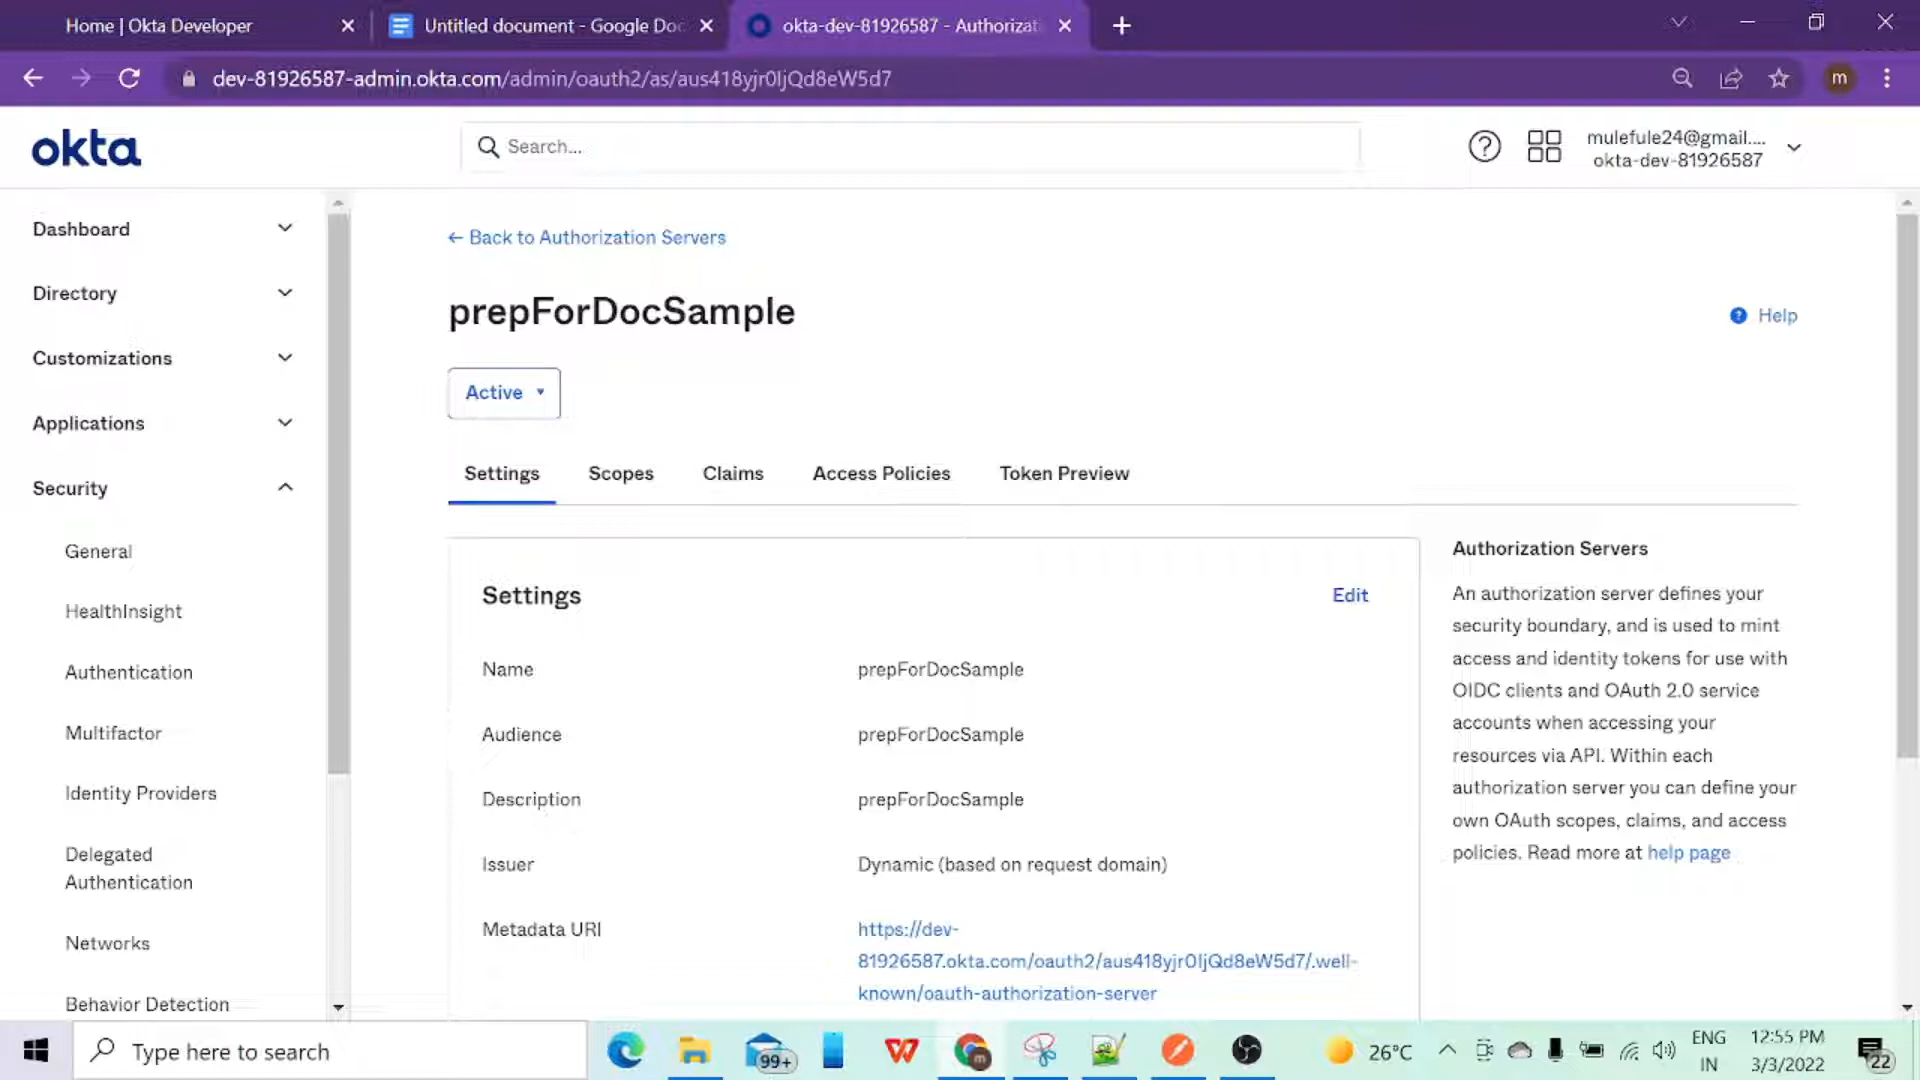 Home | Okta Developer
Untitled document - Google Doc
okta-dev-81926587 - Authorizat
dev-81926587-admin.okta.com/admin/oauth2/as/aus418yjr0IjQd8eW5d7
m
okta
Search...
mulefule24@gmail....
okta-dev-81926587
Dashboard
Directory
Customizations
Applications
Security
General
HealthInsight
Authentication
Multifactor
Identity Providers
Delegated
Authentication
Networks
Behavior Detection
← Back to Authorization Servers
prepForDocSample
Help
Active
Settings
Scopes
Claims
Access Policies
Token Preview
Settings
Edit
Name
prepForDocSample
Audience
prepForDocSample
Description
prepForDocSample
Issuer
Dynamic (based on request domain)
Metadata URI
https://dev-
81926587.okta.com/oauth2/aus418yjr0IjQd8eW5d7/.well-
known/oauth-authorization-server
Authorization Servers
An authorization server defines your
security boundary, and is used to mint
access and identity tokens for use with
OIDC clients and OAuth 2.0 service
accounts when accessing your
resources via API. Within each
authorization server you can define your
own OAuth scopes, claims, and access
policies. Read more at help page
Type here to search
99+
m
26°C
ENG
IN
12:55 PM
3/3/2022
22